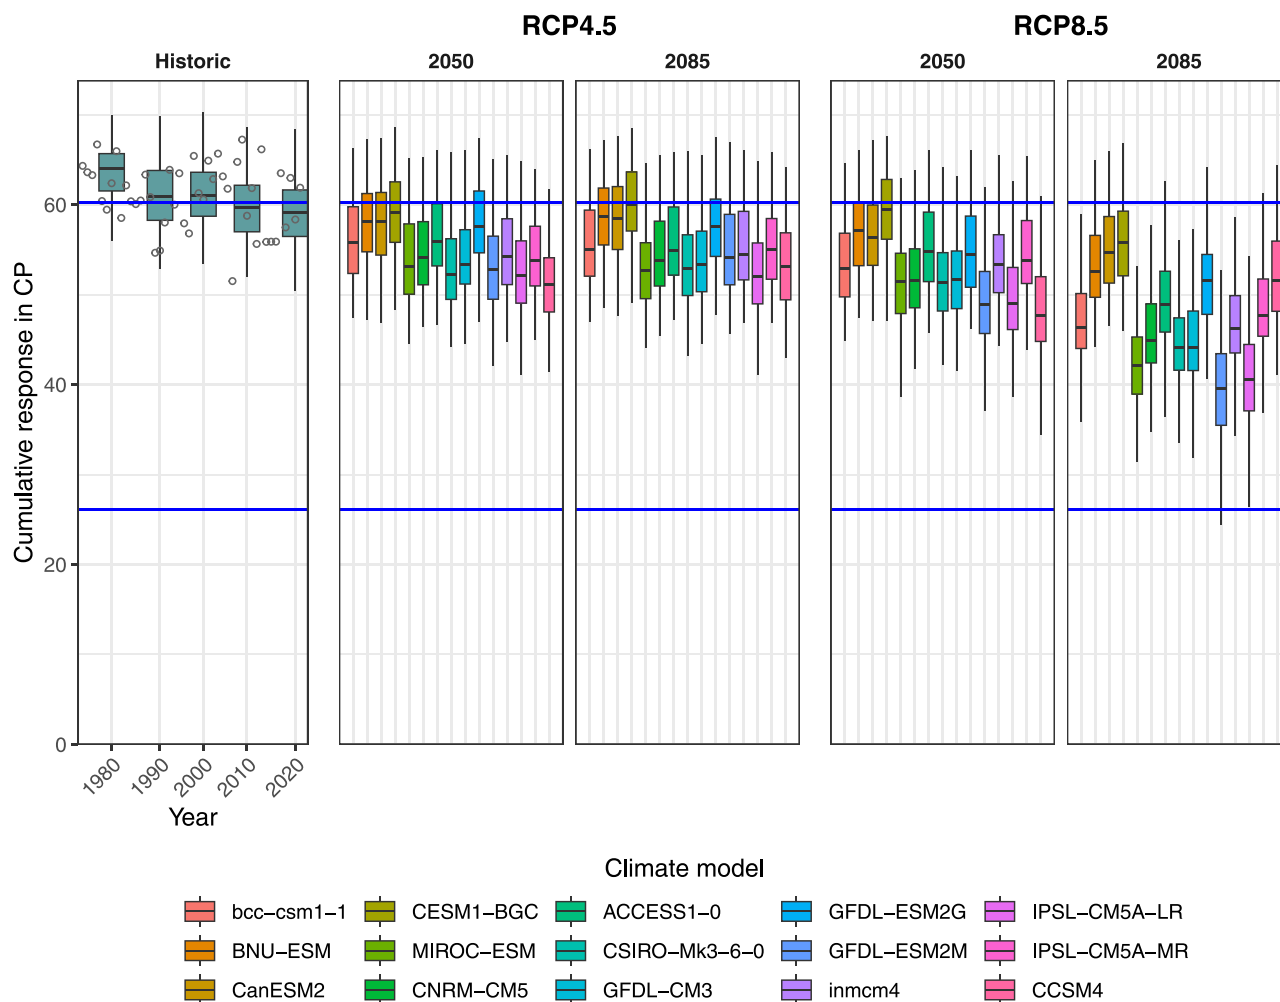 RCP4.5 RCP8.5
Historic 2050 2085 2050 2085
Cumulative response in CP
60
40
20
0
1980 1990 2000 2010 2020
Year
Climate model
bcc−csm1−1 CESM1−BGC ACCESS1−0 GFDL−ESM2G IPSL−CM5A−LR
BNU−ESM MIROC−ESM CSIRO−Mk3−6−0 GFDL−ESM2M IPSL−CM5A−MR
CanESM2 CNRM−CM5 GFDL−CM3 inmcm4 CCSM4